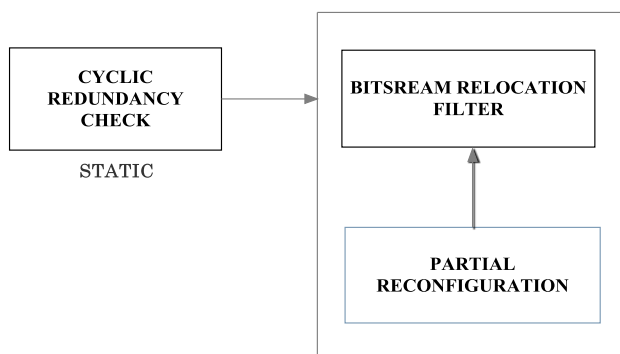 CYCLIC
REDUNDANCY
CHECK
STATIC
BITSREAM RELOCATION
FILTER
PARTIAL
RECONFIGURATION